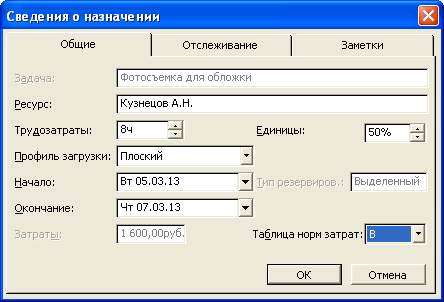 Сведения о назначении
Общие Отслеживание Заметки
Задача: Фотосъемка для обложки
Ресурс: Кузнецов А.Н.
Трудозатраты: 8ч Единицы: 50%
Профиль загрузки: Плоский
Начало: Вт 05.03.13 Тип резервиров.: Выделенный
Окончание: Чт 07.03.13
Затраты: 1 600,00руб. Таблица норм затрат: B
ОК Отмена